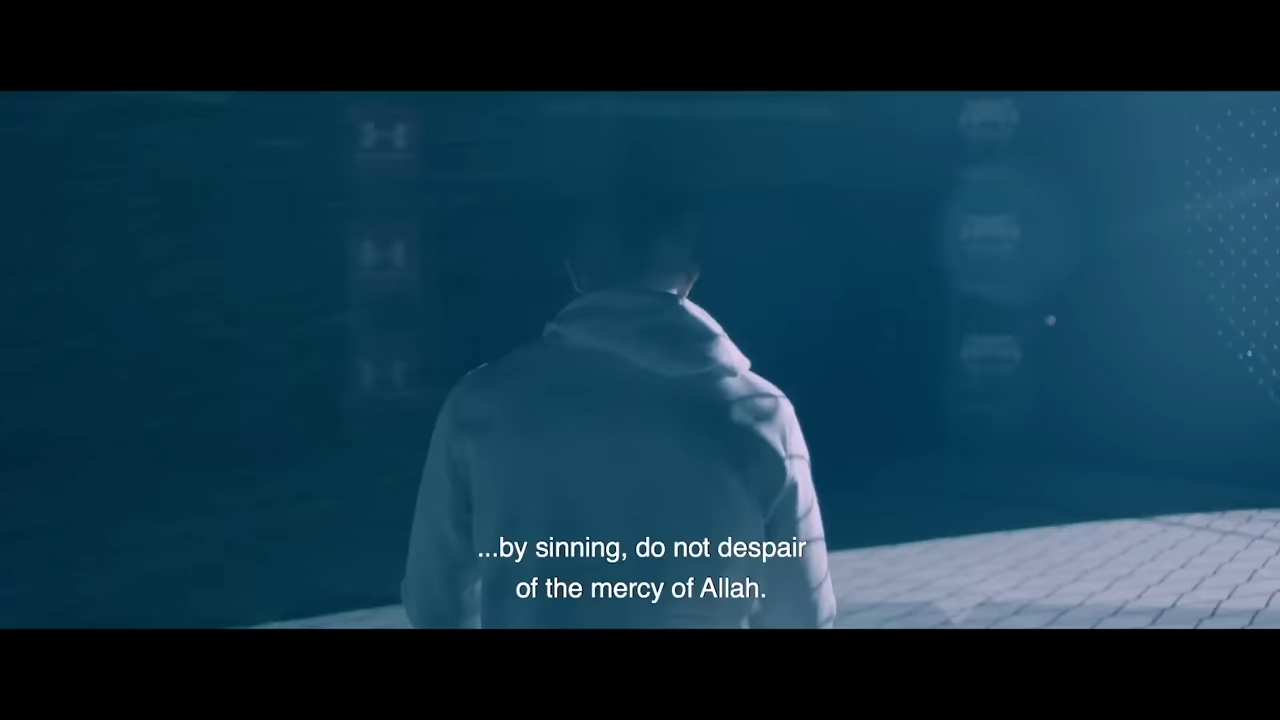 ...by sinning, do not despair
of the mercy of Allah.